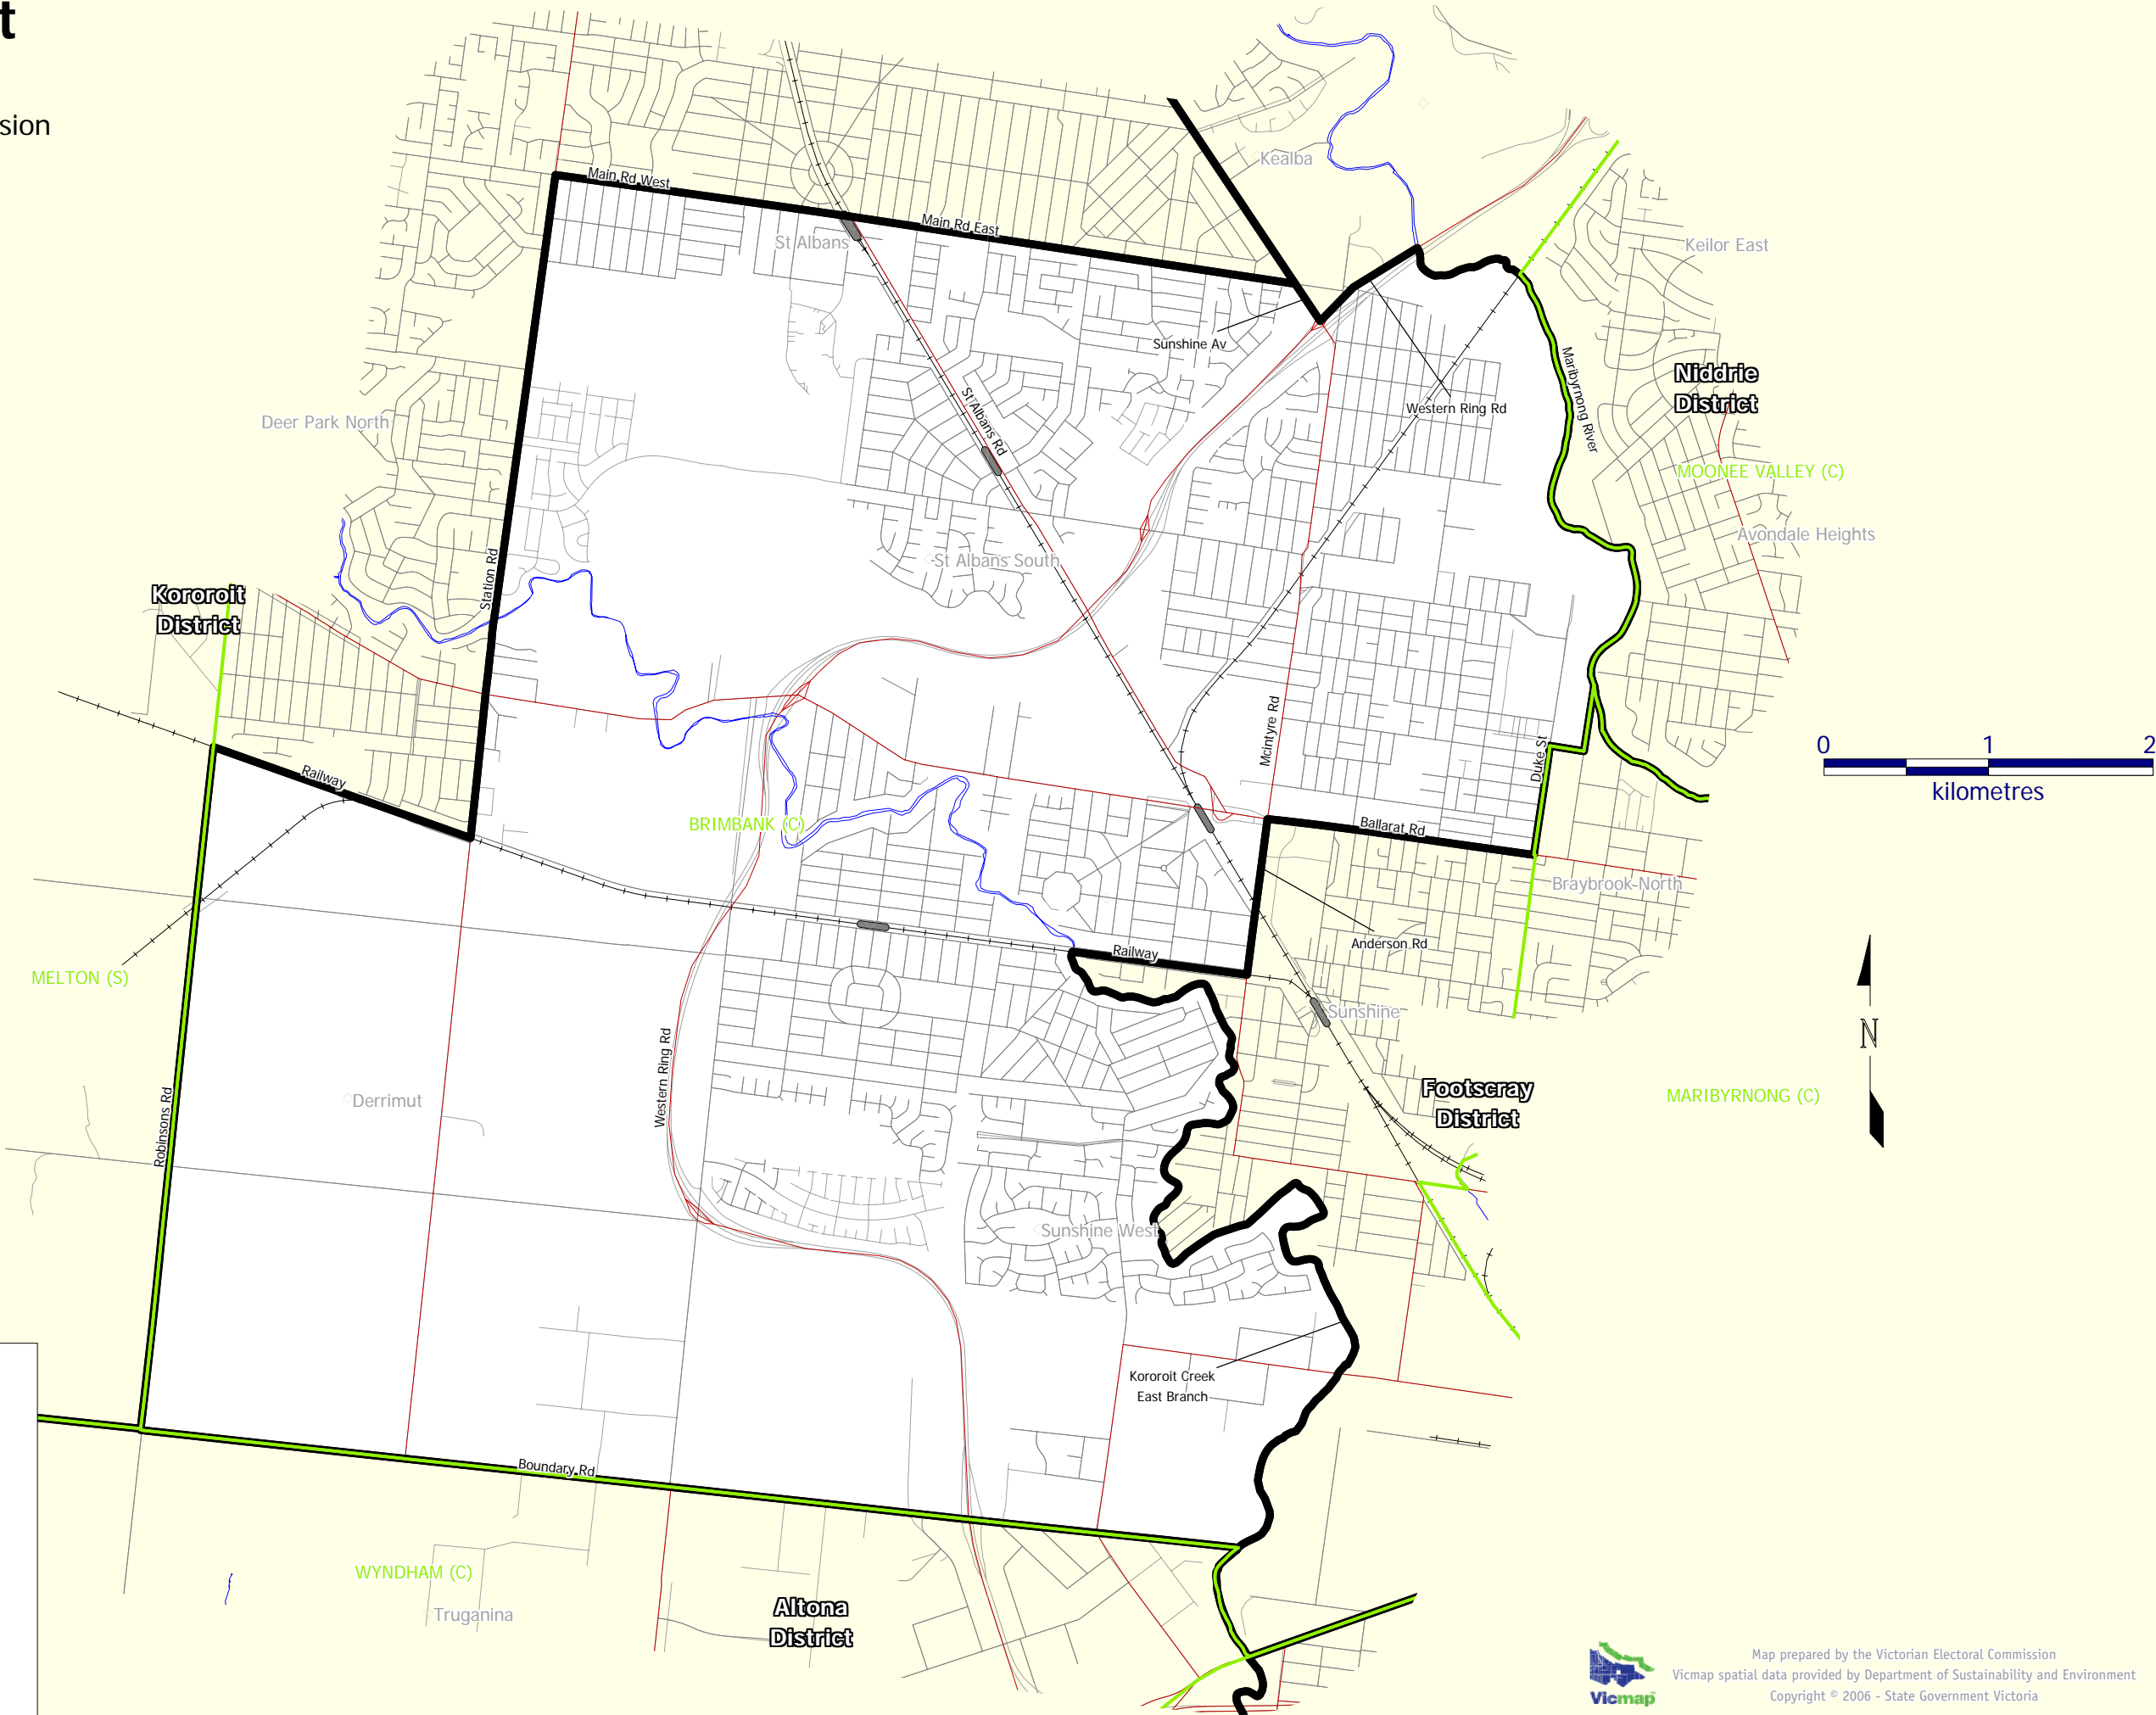 t
sion
Kealba
Main Rd West
Main Rd East
St Albans
Keilor East
Sunshine Av
Niddrie
District
Maribyrnong River
St Albans Rd
Western Ring Rd
Deer Park North
MOONEE VALLEY (C)
Avondale Heights
St Albans South
Station Rd
Kororoit
District
McIntyre Rd
Duke St
0 1 2
kilometres
Railway
BRIMBANK (C)
Ballarat Rd
Braybrook North
Anderson Rd
Railway
MELTON (S)
Sunshine
N
Western Ring Rd
Derrimut
Robinsons Rd
Footscray
District
MARIBYRNONG (C)
Sunshine West
Kororoit Creek
East Branch
Boundary Rd
WYNDHAM (C)
Truganina
Altona
District
Vicmap
Map prepared by the Victorian Electoral Commission
Vicmap spatial data provided by Department of Sustainability and Environment
Copyright © 2006 - State Government Victoria